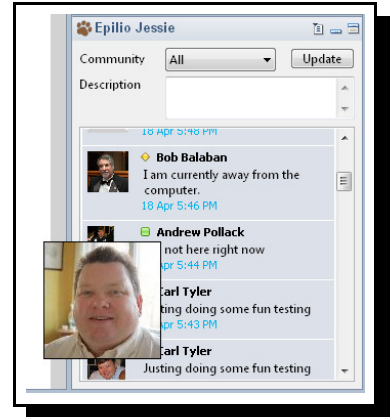 Epilio Jessie
Community All Update
Description
18 Apr 5:48 PM
Bob Balaban
I am currently away from the
computer.
18 Apr 5:46 PM
Andrew Pollack
not here right now
Apr 5:44 PM
Carl Tyler
ting doing some fun testing
Apr 5:43 PM
Carl Tyler
Justing doing some fun testing